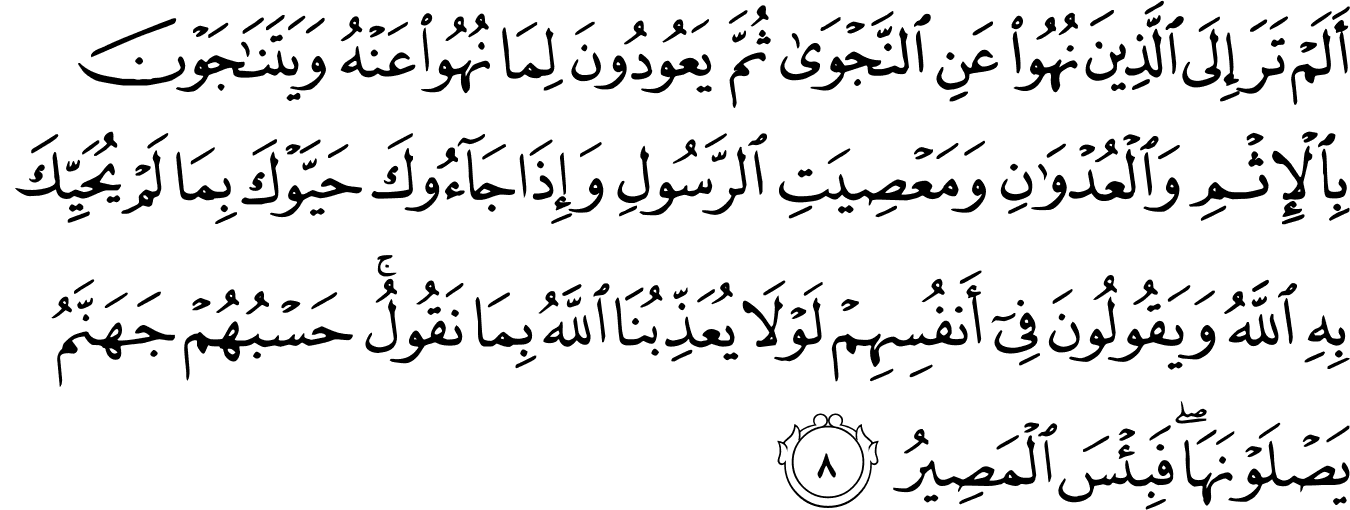 أَلَمْ تَرَ إِلَى ٱلَّذِينَ نُهُوا۟ عَنِ ٱلنَّجْوَىٰ ثُمَّ يَعُودُونَ لِمَا نُهُوا۟ عَنْهُ وَيَتَنَـٰجَوْنَ
بِٱلْإِثْمِ وَٱلْعُدْوَٰنِ وَمَعْصِيَتِ ٱلرَّسُولِ وَإِذَا جَآءُوكَ حَيَّوْكَ بِمَا لَمْ يُحَيِّكَ
بِهِ ٱللَّهُ وَيَقُولُونَ فِىٓ أَنفُسِهِمْ لَوْلَا يُعَذِّبُنَا ٱللَّهُ بِمَا نَقُولُ ۚ حَسْبُهُمْ جَهَنَّمُ
يَصْلَوْنَهَا ۖ فَبِئْسَ ٱلْمَصِيرُ ٨